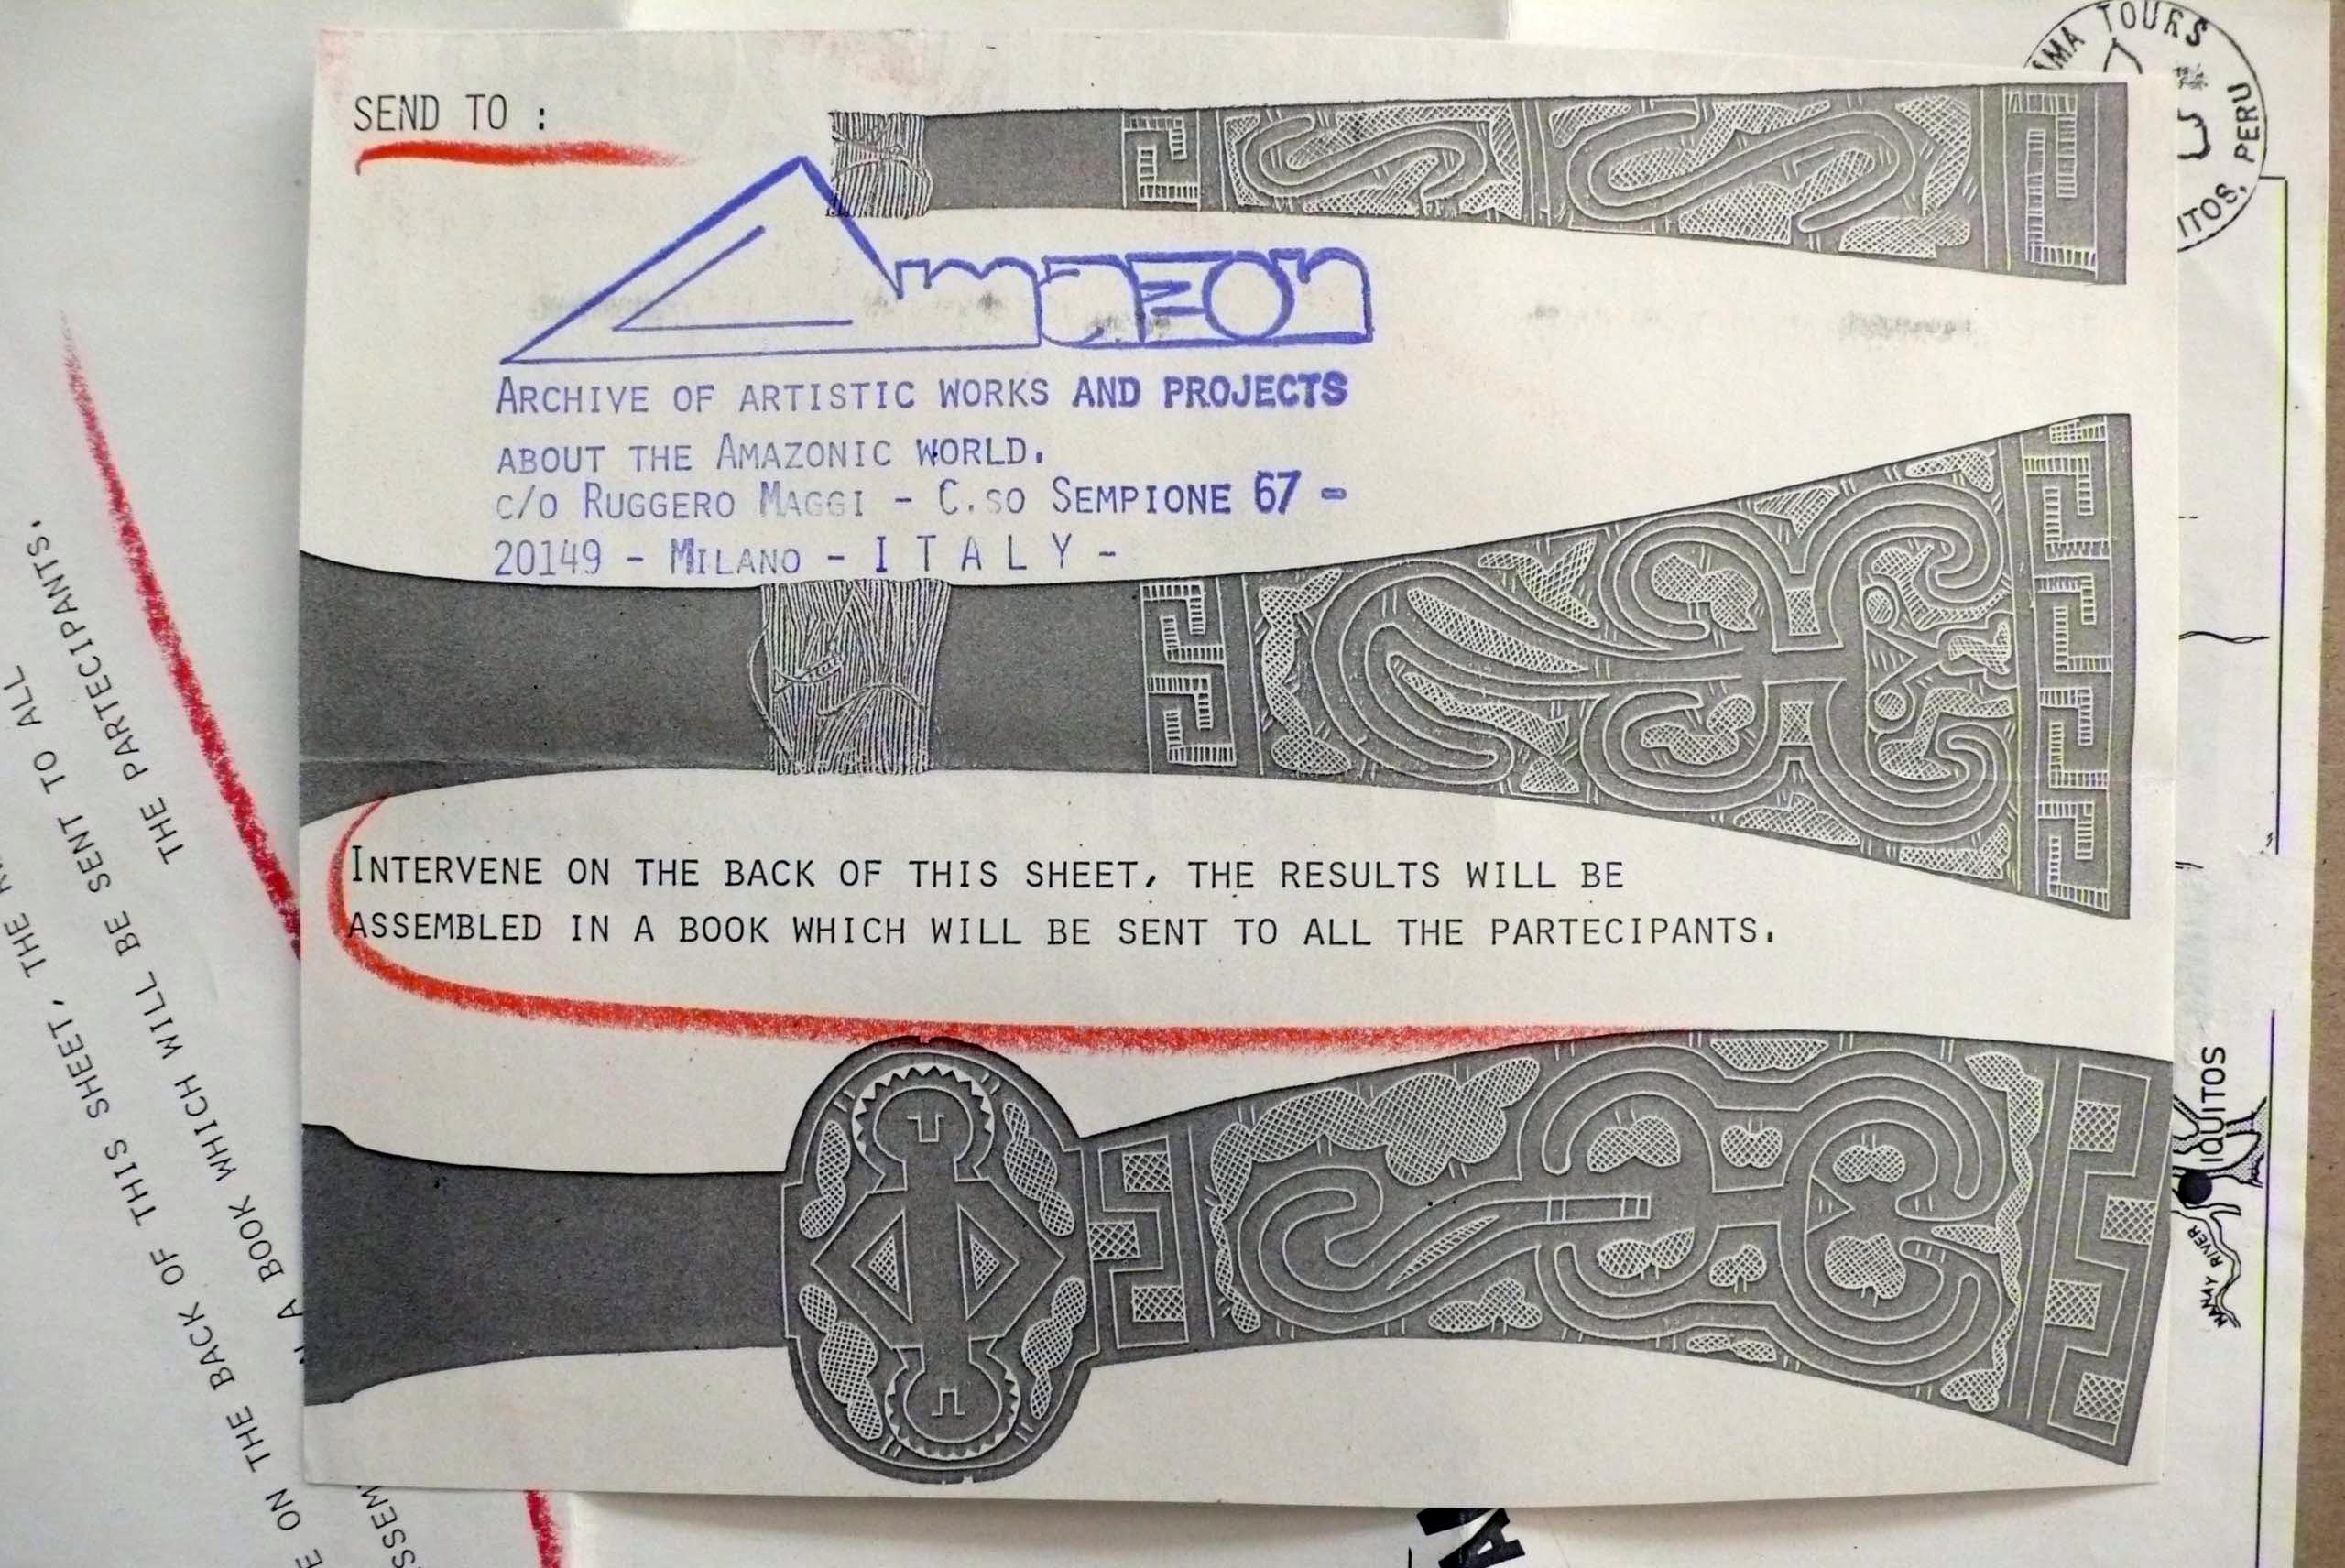 SEND TO :
Amazon
ARCHIVE OF ARTISTIC WORKS AND PROJECTS
ABOUT THE AMAZONIC WORLD.
C/O RUGGERO MAGGI - C.SO SEMPIONE 67 -
20149 - MILANO - I T A L Y -
INTERVENE ON THE BACK OF THIS SHEET, THE RESULTS WILL BE
ASSEMBLED IN A BOOK WHICH WILL BE SENT TO ALL THE PARTECIPANTS.
ON THE BACK OF THIS SHEET, THE
A BOOK WHICH WILL BE SENT TO ALL
THE PARTECIPANTS.
TOURS
PERU
IQUITOS
NANAY RIVER